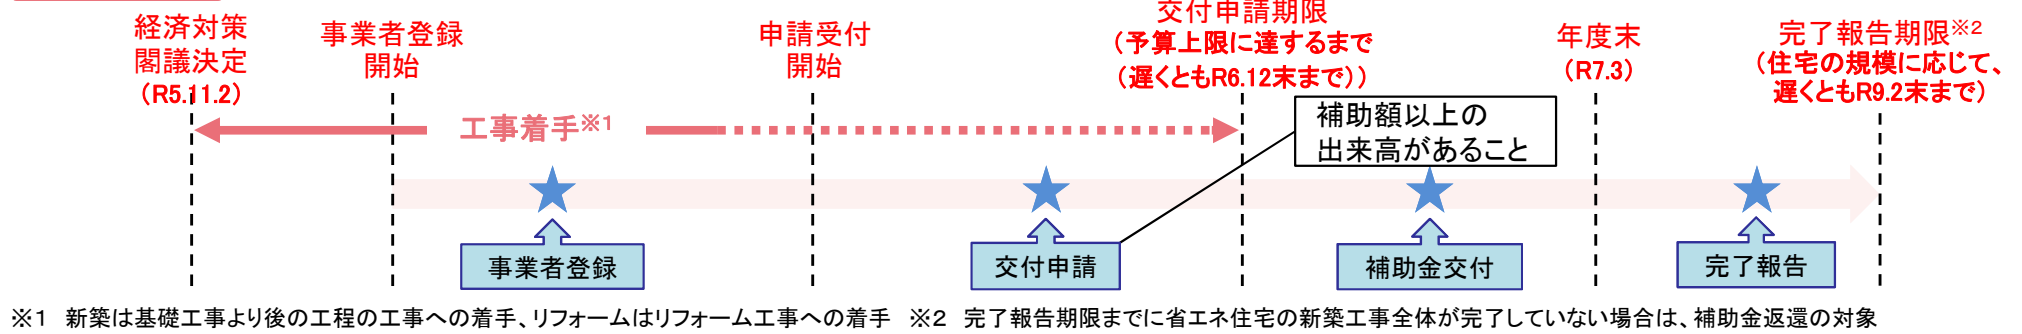 経済対策
閣議決定
(R5.11.2)
事業者登録
開始
申請受付
開始
交付申請期限
(予算上限に達するまで
(遅くともR6.12末まで))
年度末
(R7.3)
完了報告期限※2
(住宅の規模に応じて、
遅くともR9.2末まで)
工事着手※1
補助額以上の
出来高があること
事業者登録
交付申請
補助金交付
完了報告
※1 新築は基礎工事より後の工程の工事への着手、リフォームはリフォーム工事への着手 ※2 完了報告期限までに省エネ住宅の新築工事全体が完了していない場合は、補助金返還の対象